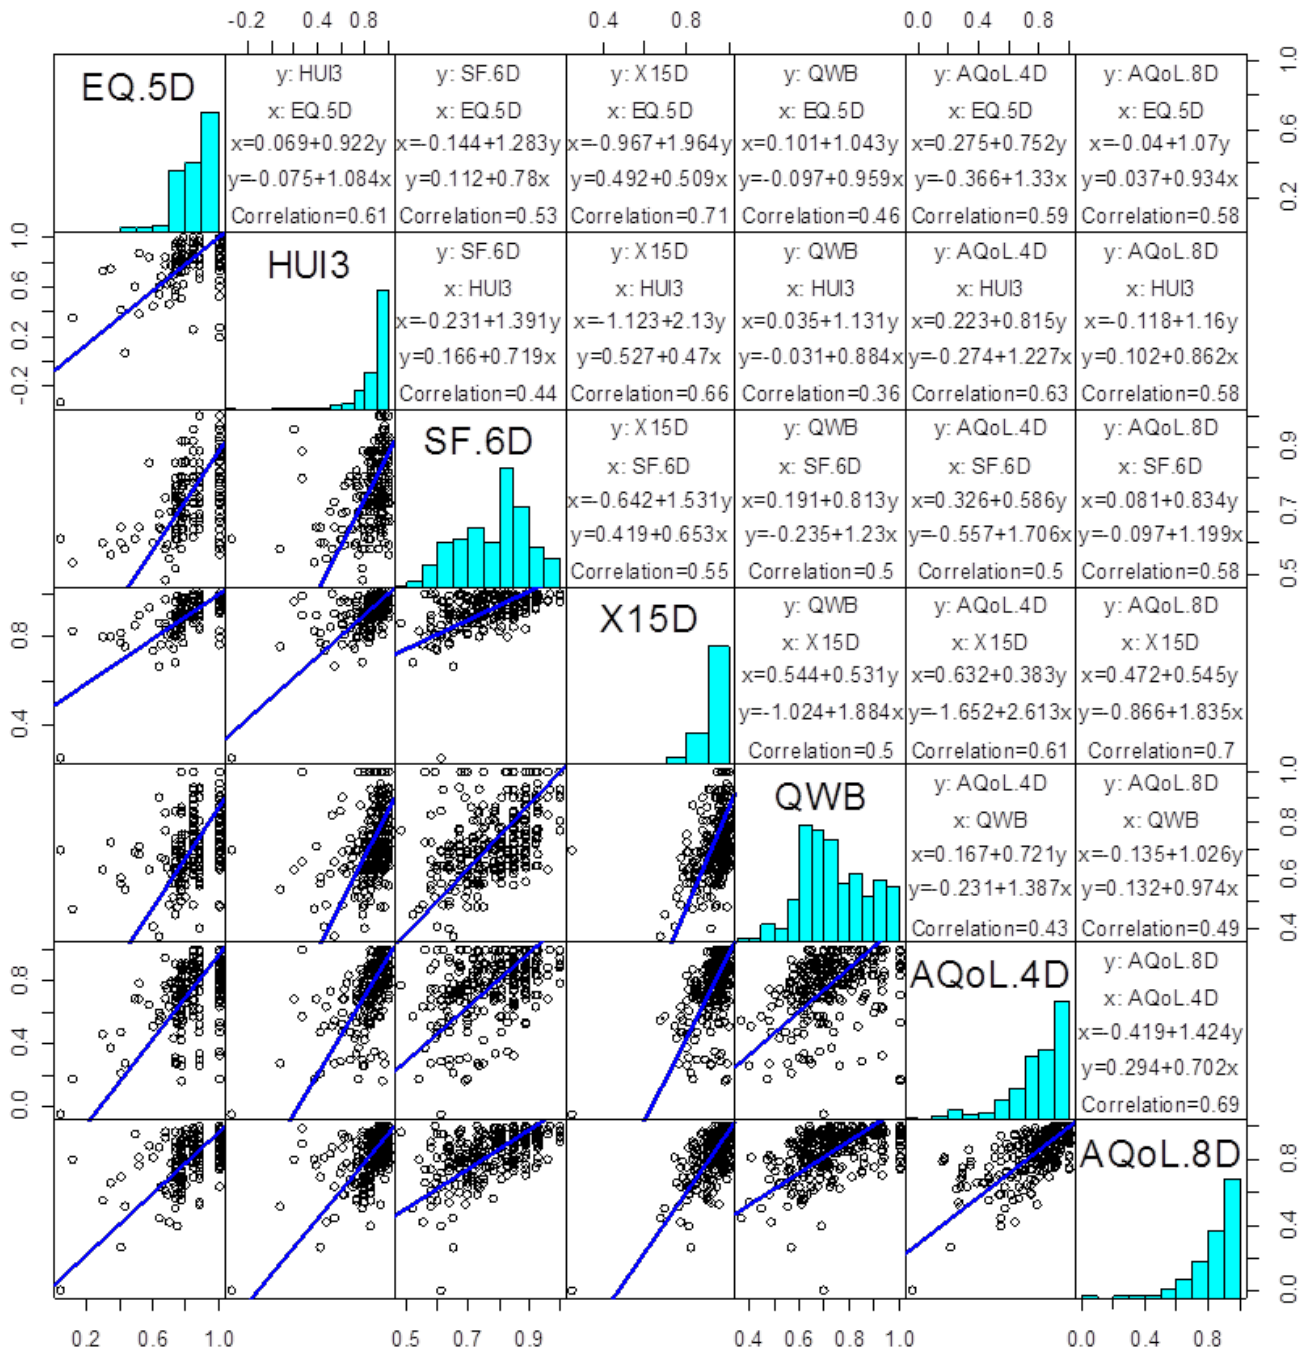 -0.2 0.4 0.8 0.4 0.8 0.0 0.4 0.8
EQ.5D
y: HUI3
x: EQ.5D
x=0.069+0.922y
y=-0.075+1.084x
Correlation=0.61
y: SF.6D
x: EQ.5D
x=-0.144+1.283y
y=0.112+0.78x
Correlation=0.53
y: X15D
x: EQ.5D
x=-0.967+1.964y
y=0.492+0.509x
Correlation=0.71
y: QWB
x: EQ.5D
x=0.101+1.043y
y=-0.097+0.959x
Correlation=0.46
y: AQoL.4D
x: EQ.5D
x=0.275+0.752y
y=-0.366+1.33x
Correlation=0.59
y: AQoL.8D
x: EQ.5D
x=-0.04+1.07y
y=0.037+0.934x
Correlation=0.58
0.2 0.6 1.0
-0.2 0.2 0.6 1.0
HUI3
y: SF.6D
x: HUI3
x=-0.231+1.391y
y=0.166+0.719x
Correlation=0.44
y: X15D
x: HUI3
x=-1.123+2.13y
y=0.527+0.47x
Correlation=0.66
y: QWB
x: HUI3
x=0.035+1.131y
y=-0.031+0.884x
Correlation=0.36
y: AQoL.4D
x: HUI3
x=0.223+0.815y
y=-0.274+1.227x
Correlation=0.63
y: AQoL.8D
x: HUI3
x=-0.118+1.16y
y=0.102+0.862x
Correlation=0.58
SF.6D
y: X15D
x: SF.6D
x=-0.642+1.531y
y=0.419+0.653x
Correlation=0.55
y: QWB
x: SF.6D
x=0.191+0.813y
y=-0.235+1.23x
Correlation=0.5
y: AQoL.4D
x: SF.6D
x=0.326+0.586y
y=-0.557+1.706x
Correlation=0.5
y: AQoL.8D
x: SF.6D
x=0.081+0.834y
y=-0.097+1.199x
Correlation=0.58
0.5 0.7 0.9
0.4 0.8
X15D
y: QWB
x: X15D
x=0.544+0.531y
y=-1.024+1.884x
Correlation=0.5
y: AQoL.4D
x: X15D
x=0.632+0.383y
y=-1.652+2.613x
Correlation=0.61
y: AQoL.8D
x: X15D
x=0.472+0.545y
y=-0.866+1.835x
Correlation=0.7
QWB
y: AQoL.4D
x: QWB
x=0.167+0.721y
y=-0.231+1.387x
Correlation=0.43
y: AQoL.8D
x: QWB
x=-0.135+1.026y
y=0.132+0.974x
Correlation=0.49
0.4 0.6 0.8 1.0
0.0 0.4 0.8
AQoL.4D
y: AQoL.8D
x: AQoL.4D
x=-0.419+1.424y
y=0.294+0.702x
Correlation=0.69
AQoL.8D
0.0 0.4 0.8
0.2 0.6 1.0 0.5 0.7 0.9 0.4 0.6 0.8 1.0 0.0 0.4 0.8